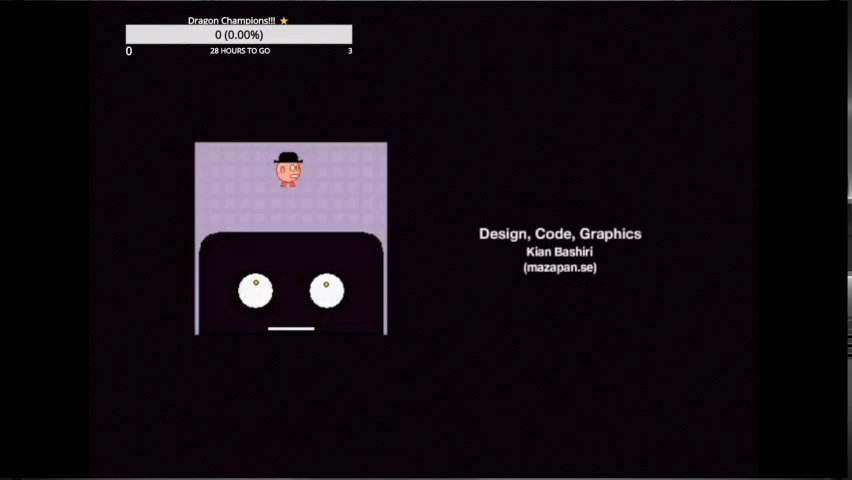 Dragon Champions!!! ⭐
0 (0.00%)
0 28 HOURS TO GO 3
Design, Code, Graphics
Kian Bashiri
(mazapan.se)